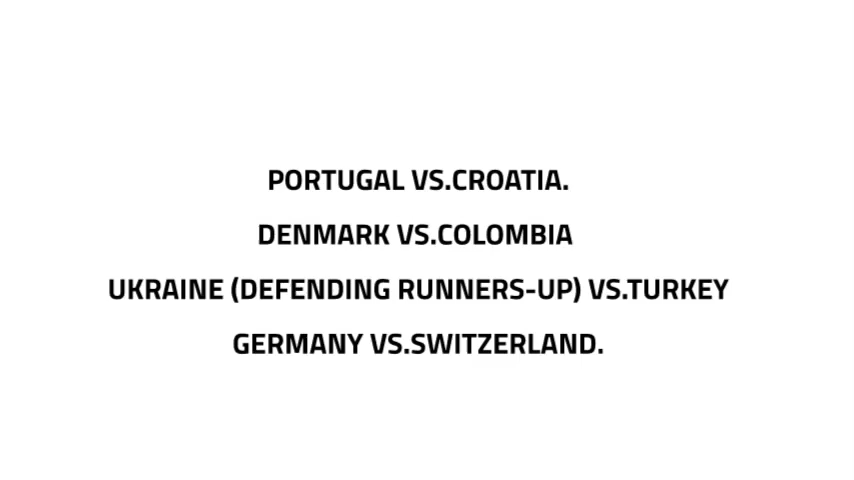 PORTUGAL VS.CROATIA.
DENMARK VS.COLOMBIA
UKRAINE (DEFENDING RUNNERS-UP) VS.TURKEY
GERMANY VS.SWITZERLAND.